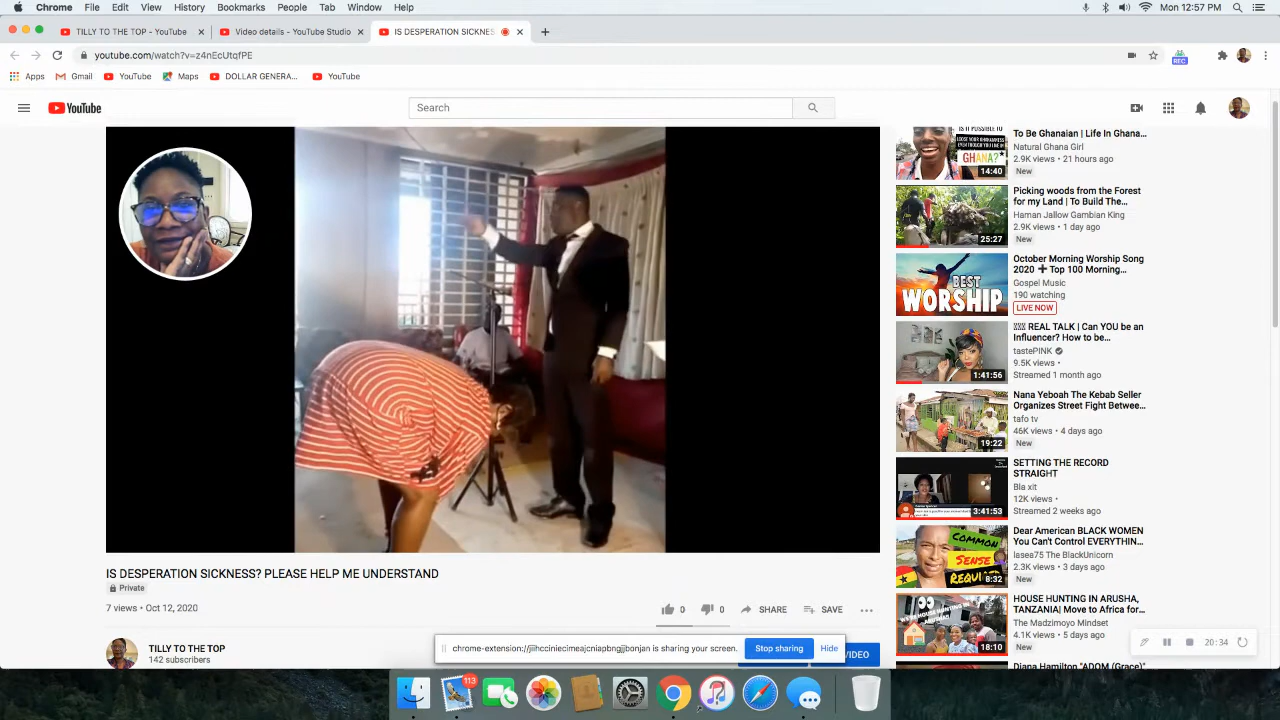 Chrome File Edit View History Bookmarks People Tab Window Help Mon 12:57 PM
TILLY TO THE TOP - YouTube Video details - YouTube Studio IS DESPERATION SICKNES
youtube.com/watch?v=z4nEcUtqfPE REC
Apps Gmail YouTube Maps DOLLAR GENERA... YouTube
YouTube Search
To Be Ghanaian | Life In Ghana...
Natural Ghana Girl
2.9K views • 21 hours ago
New
GHANA?
14:40
Picking woods from the Forest
for my Land | To Build The...
Haman Jallow Gambian King
2.9K views • 1 day ago
New
25:27
October Morning Worship Song
2020 ➕ Top 100 Morning...
Gospel Music
190 watching
LIVE NOW
BEST
WORSHIP
REAL TALK | Can YOU be an
Influencer? How to be...
tastePINK
9.5K views •
Streamed 1 month ago
1:41:56
Nana Yeboah The Kebab Seller
Organizes Street Fight Betwee...
tafo tv
46K views • 4 days ago
New
19:22
SETTING THE RECORD
STRAIGHT
Bla xit
12K views •
Streamed 2 weeks ago
3:41:53
Dear American BLACK WOMEN
You Can't Control EVERYTHIN...
lasea75 The BlackUnicorn
2.3K views • 3 days ago
New
COMMON
SENSE
8:32
HOUSE HUNTING IN ARUSHA,
TANZANIA| Move to Africa for...
The Madzimoyo Mindset
4.1K views • 5 days ago
New
18:10
Diana Hamilton "ADOM (Grace)"
IS DESPERATION SICKNESS? PLEASE HELP ME UNDERSTAND
Private
7 views • Oct 12, 2020
0 0 SHARE SAVE
TILLY TO THE TOP
142 subscribers
chrome-extension://jiihcciniecimeajcniapbngjjbonjan is sharing your screen. Stop sharing Hide
20:34
113